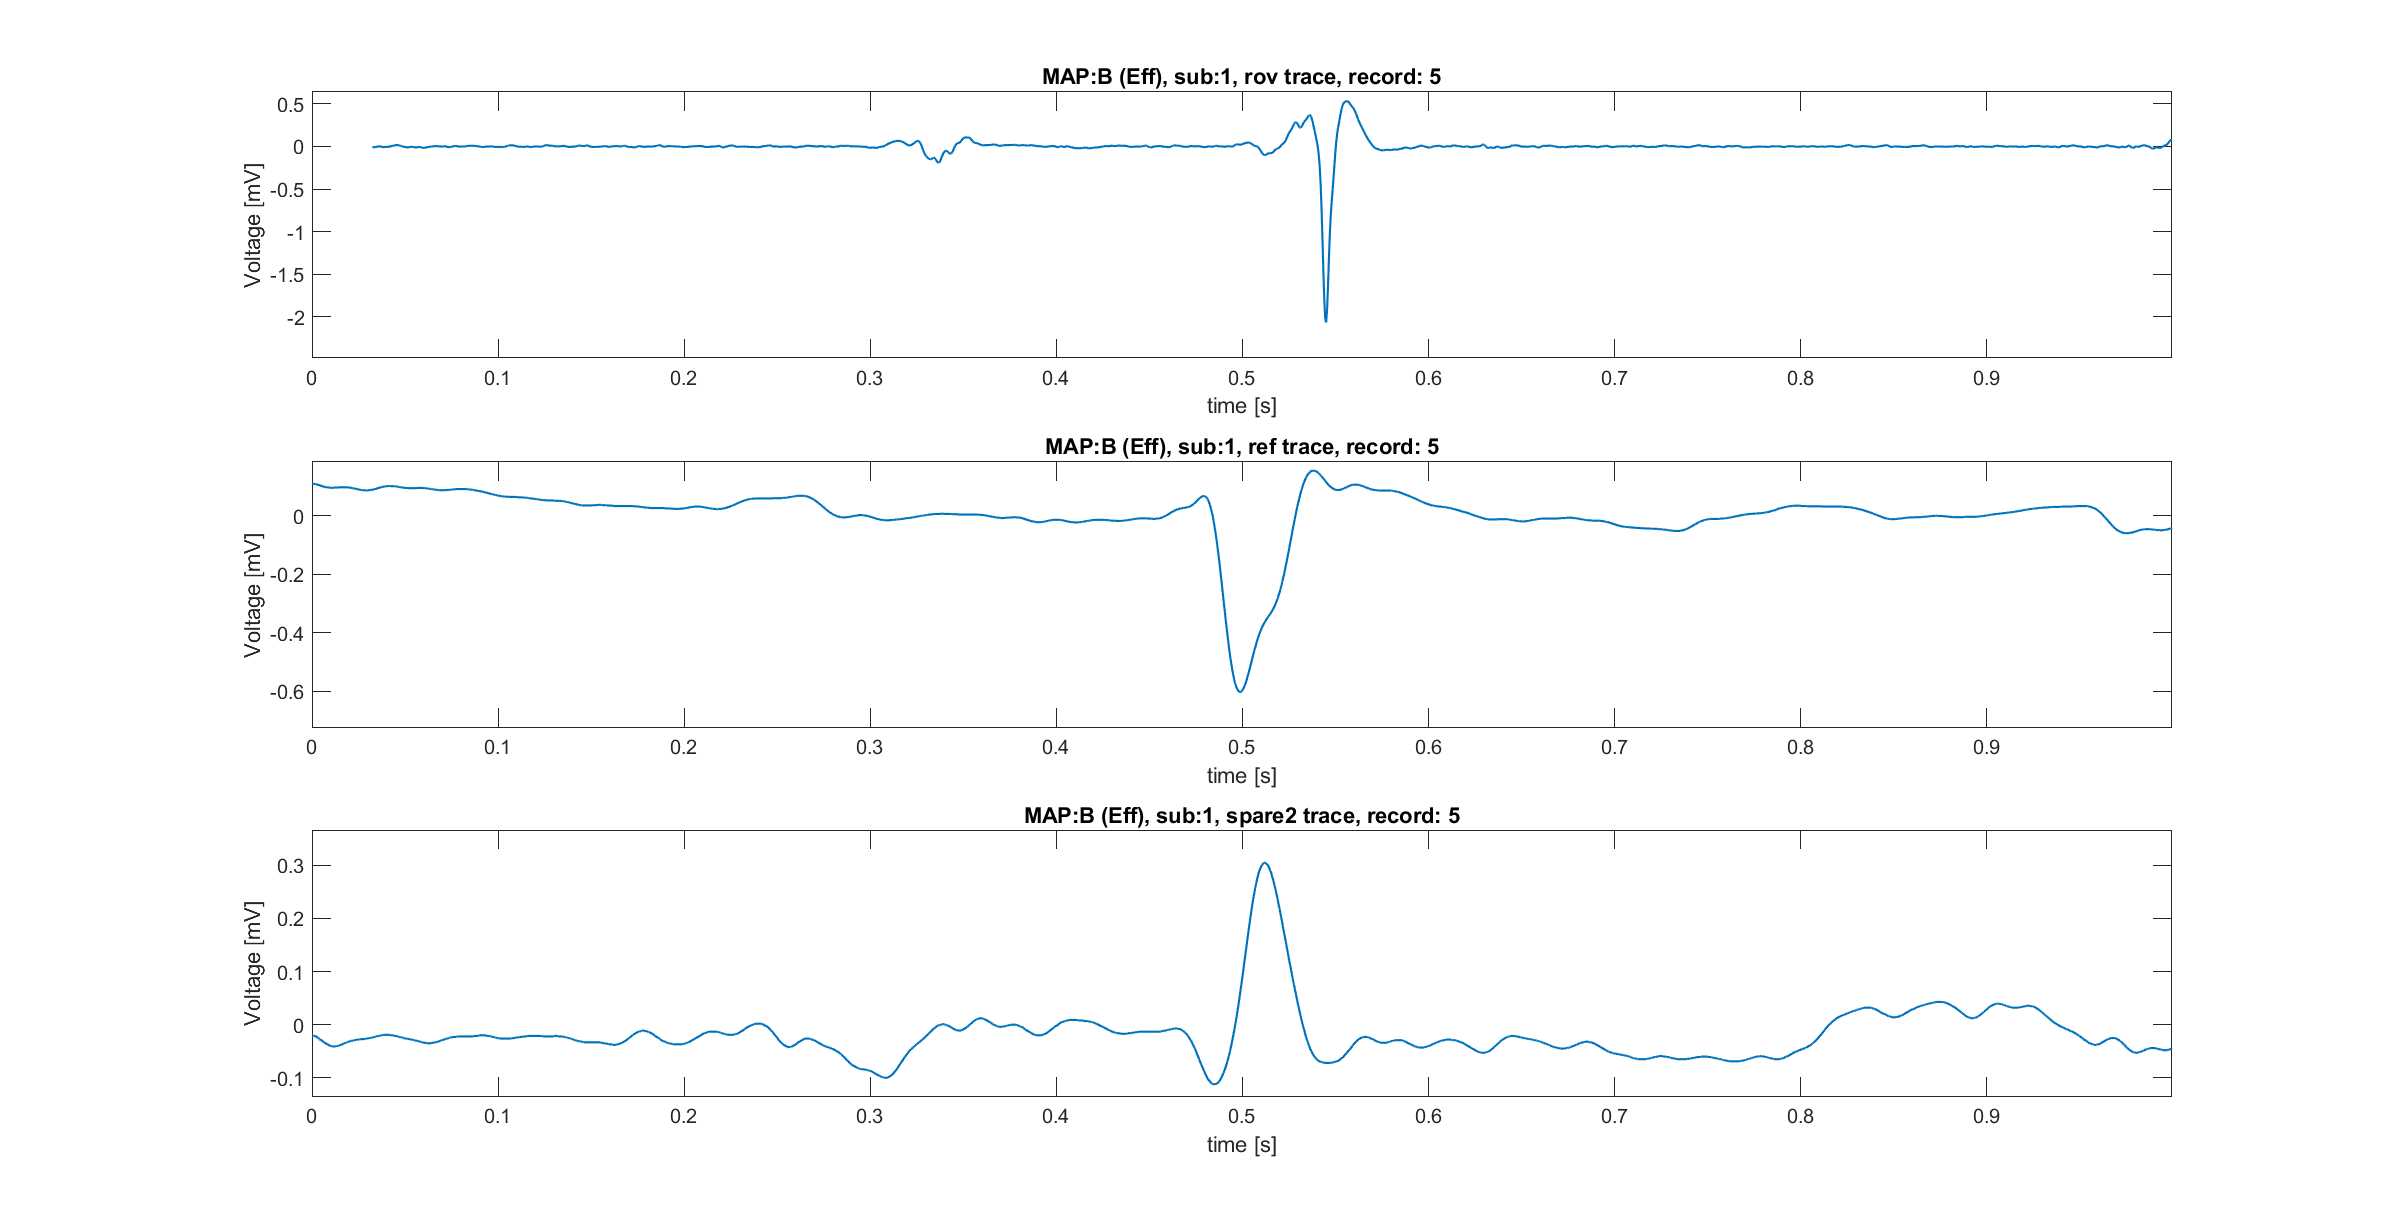 MAP:B (Eff), sub:1, rov trace, record: 5
0.5
0
-0.5
-1
-1.5
-2
Voltage [mV]
0 0.1 0.2 0.3 0.4 0.5 0.6 0.7 0.8 0.9
time [s]
MAP:B (Eff), sub:1, ref trace, record: 5
0
-0.2
-0.4
-0.6
Voltage [mV]
0 0.1 0.2 0.3 0.4 0.5 0.6 0.7 0.8 0.9
time [s]
MAP:B (Eff), sub:1, spare2 trace, record: 5
0.3
0.2
0.1
0
-0.1
Voltage [mV]
0 0.1 0.2 0.3 0.4 0.5 0.6 0.7 0.8 0.9
time [s]